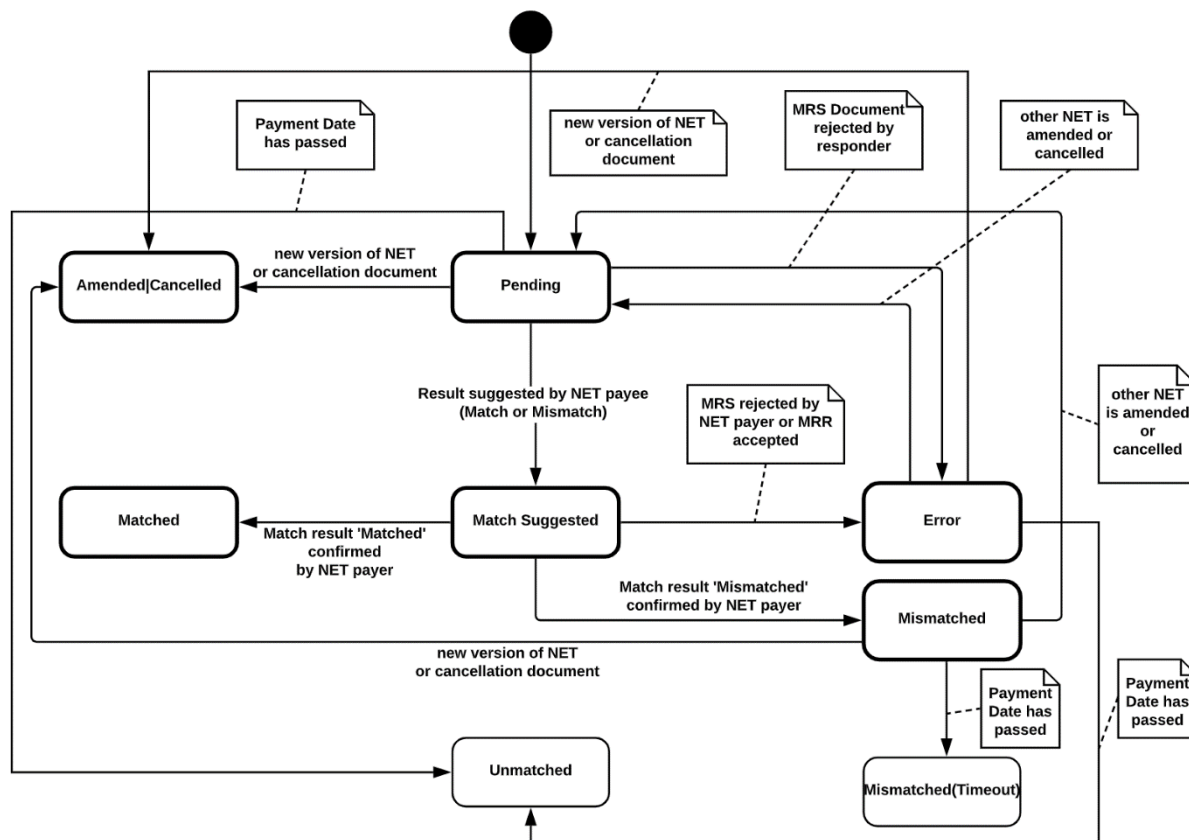 Payment Date
has passed
new version of NET
or cancellation
document
MRS Document
rejected by
responder
other NET is
amended or
cancelled
new version of NET
or cancellation document
Amended|Cancelled
Pending
Result suggested by NET payee
(Match or Mismatch)
MRS rejected by
NET payer or MRR
accepted
other NET
is amended
or
cancelled
Matched
Match result 'Matched'
confirmed
by NET payer
Match Suggested
Error
Match result 'Mismatched'
confirmed by NET payer
Mismatched
new version of NET
or cancellation document
Payment
Date has
passed
Payment
Date has
passed
Unmatched
Mismatched(Timeout)